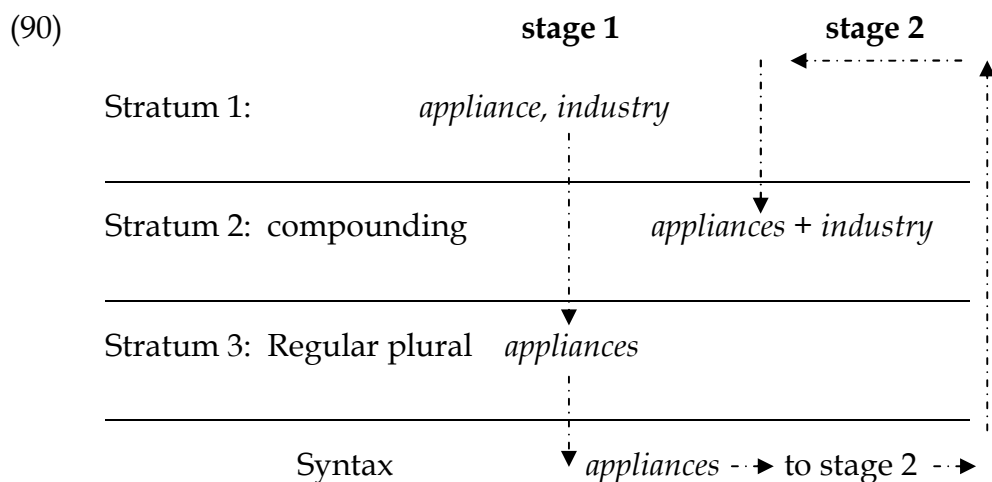 (90) stage 1 stage 2
Stratum 1: appliance, industry
Stratum 2: compounding appliances + industry
Stratum 3: Regular plural appliances
Syntax appliances to stage 2